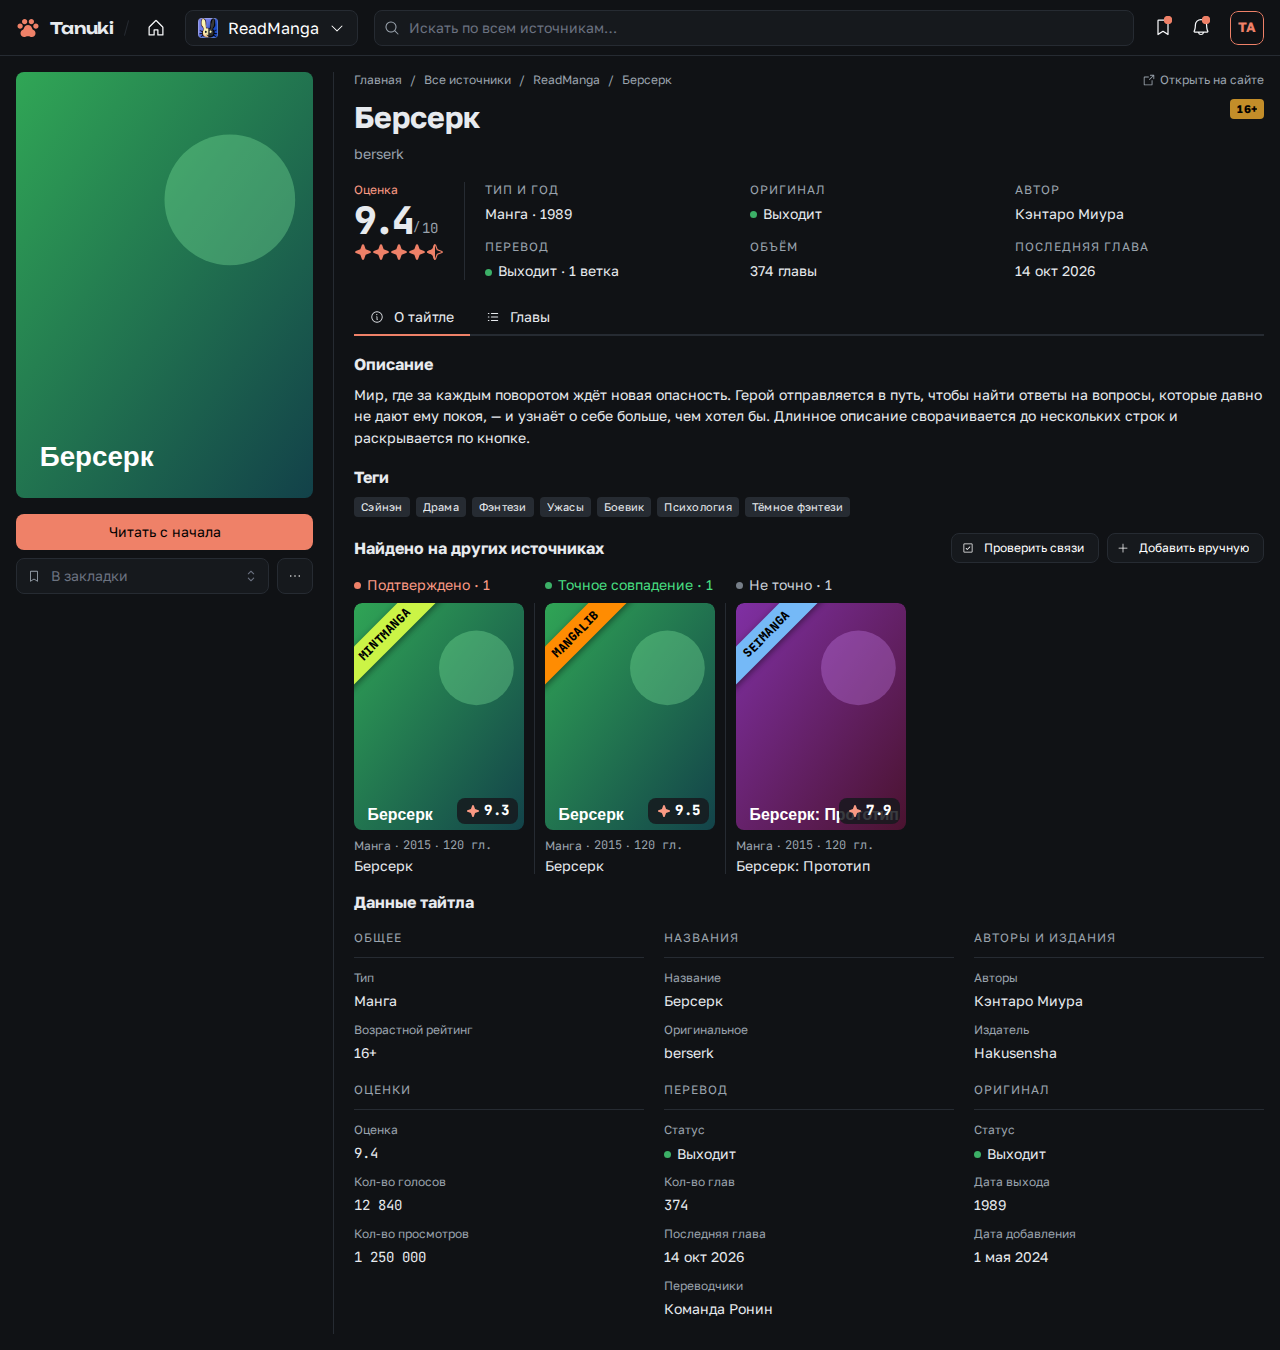 Tanuki
/
ReadManga
Искать по всем источникам...
TA
Главная / Все источники / ReadManga / Берсерк
Открыть на сайте
Берсерк
16+
berserk
Оценка
9.4 / 10
ТИП И ГОД
Манга · 1989
ОРИГИНАЛ
Выходит
АВТОР
Кэнтаро Миура
ПЕРЕВОД
Выходит · 1 ветка
ОБЪЁМ
374 главы
ПОСЛЕДНЯЯ ГЛАВА
14 окт 2026
Берсерк
Читать с начала
В закладки
О тайтле
Главы
Описание
Мир, где за каждым поворотом ждёт новая опасность. Герой отправляется в путь, чтобы найти ответы на вопросы, которые давно
не дают ему покоя, — и узнаёт о себе больше, чем хотел бы. Длинное описание сворачивается до нескольких строк и
раскрывается по кнопке.
Теги
Сэйнэн Драма Фэнтези Ужасы Боевик Психология Тёмное фэнтези
Найдено на других источниках
Проверить связи
Добавить вручную
Подтверждено · 1
Точное совпадение · 1
Не точно · 1
MINTMANGA
Берсерк
9.3
Манга · 2015 · 120 гл.
Берсерк
MANGALIB
Берсерк
9.5
Манга · 2015 · 120 гл.
Берсерк
SEIMANGA
Берсерк: Прототип
7.9
Манга · 2015 · 120 гл.
Берсерк: Прототип
Данные тайтла
ОБЩЕЕ
Тип
Манга
Возрастной рейтинг
16+
НАЗВАНИЯ
Название
Берсерк
Оригинальное
berserk
АВТОРЫ И ИЗДАНИЯ
Авторы
Кэнтаро Миура
Издатель
Hakusensha
ОЦЕНКИ
Оценка
9.4
Кол-во голосов
12 840
Кол-во просмотров
1 250 000
ПЕРЕВОД
Статус
Выходит
Кол-во глав
374
Последняя глава
14 окт 2026
Переводчики
Команда Ронин
ОРИГИНАЛ
Статус
Выходит
Дата выхода
1989
Дата добавления
1 мая 2024